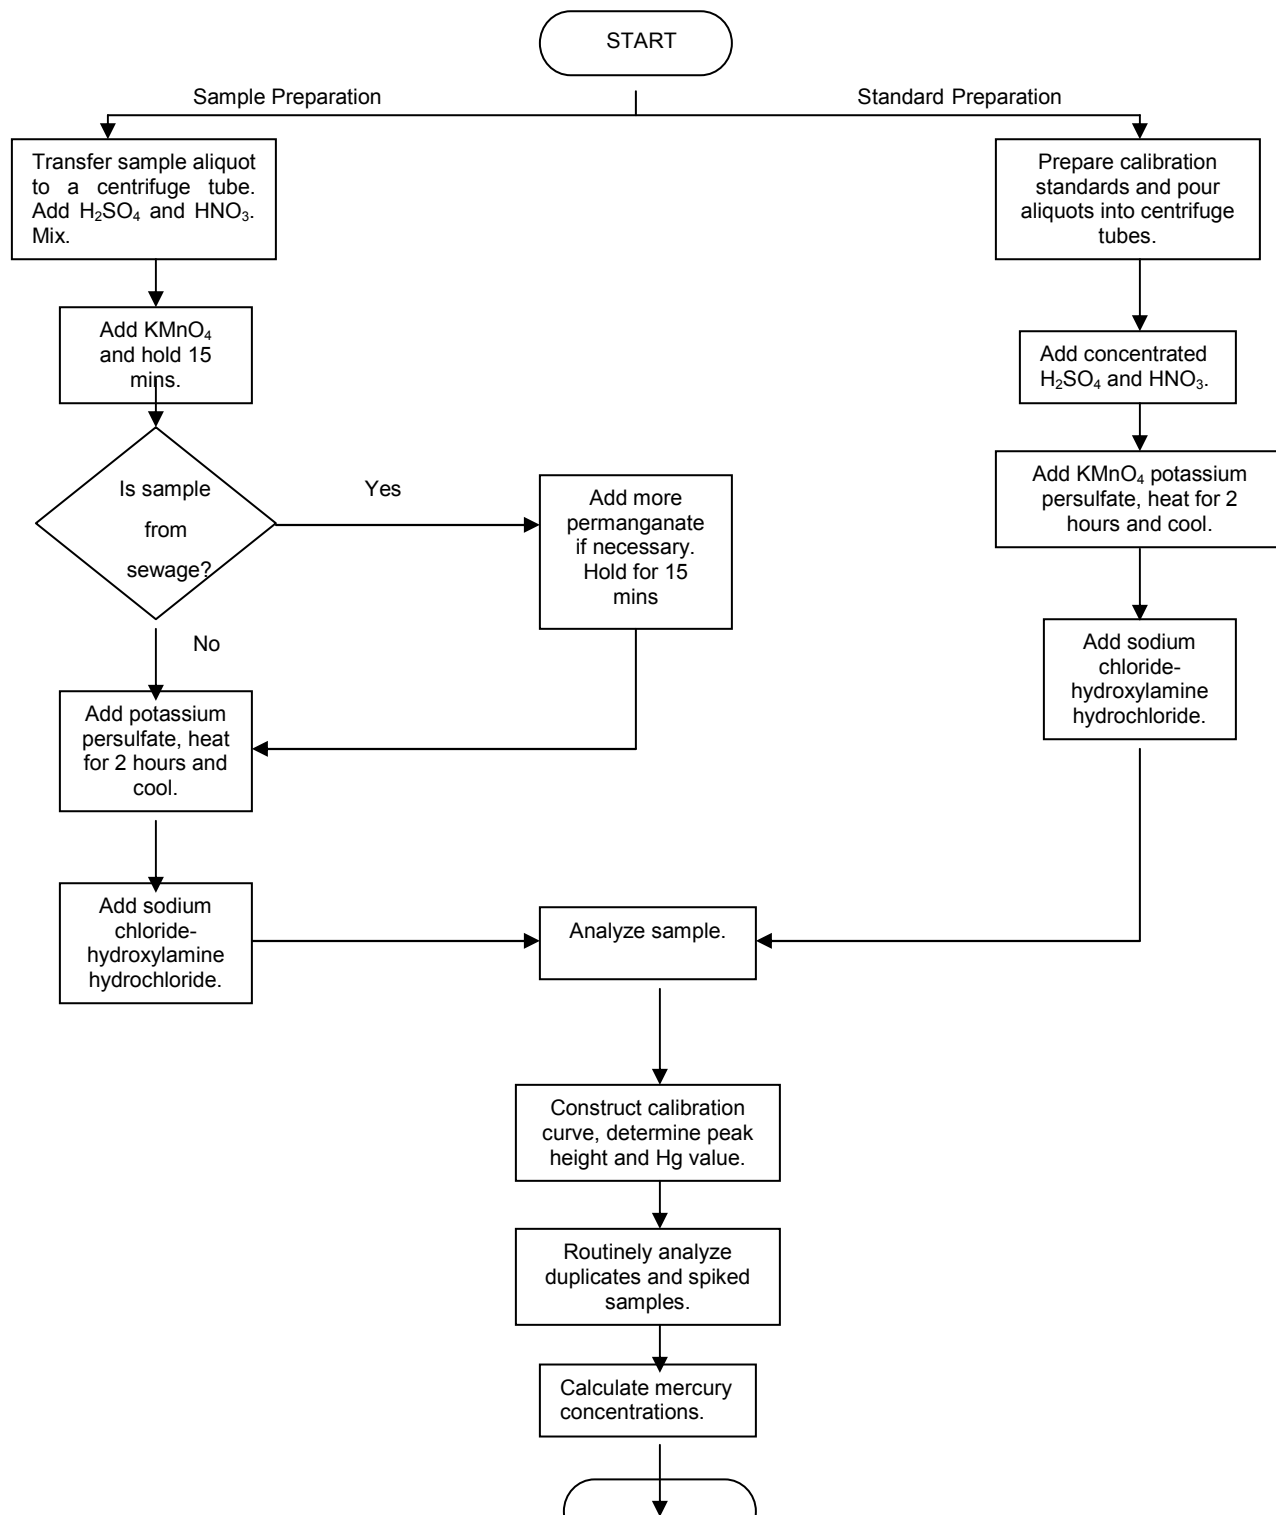 START
Sample Preparation
Standard Preparation
Transfer sample aliquot
to a centrifuge tube.
Add H₂SO₄ and HNO₃.
Mix.
Prepare calibration
standards and pour
aliquots into centrifuge
tubes.
Add KMnO₄
and hold 15
mins.
Add concentrated
H₂SO₄ and HNO₃.
Is sample
from
sewage?
Yes
Add more
permanganate
if necessary.
Hold for 15
mins
Add KMnO₄ potassium
persulfate, heat for 2
hours and cool.
No
Add potassium
persulfate, heat
for 2 hours and
cool.
Add sodium
chloride-
hydroxylamine
hydrochloride.
Add sodium
chloride-
hydroxylamine
hydrochloride.
Analyze sample.
Construct calibration
curve, determine peak
height and Hg value.
Routinely analyze
duplicates and spiked
samples.
Calculate mercury
concentrations.